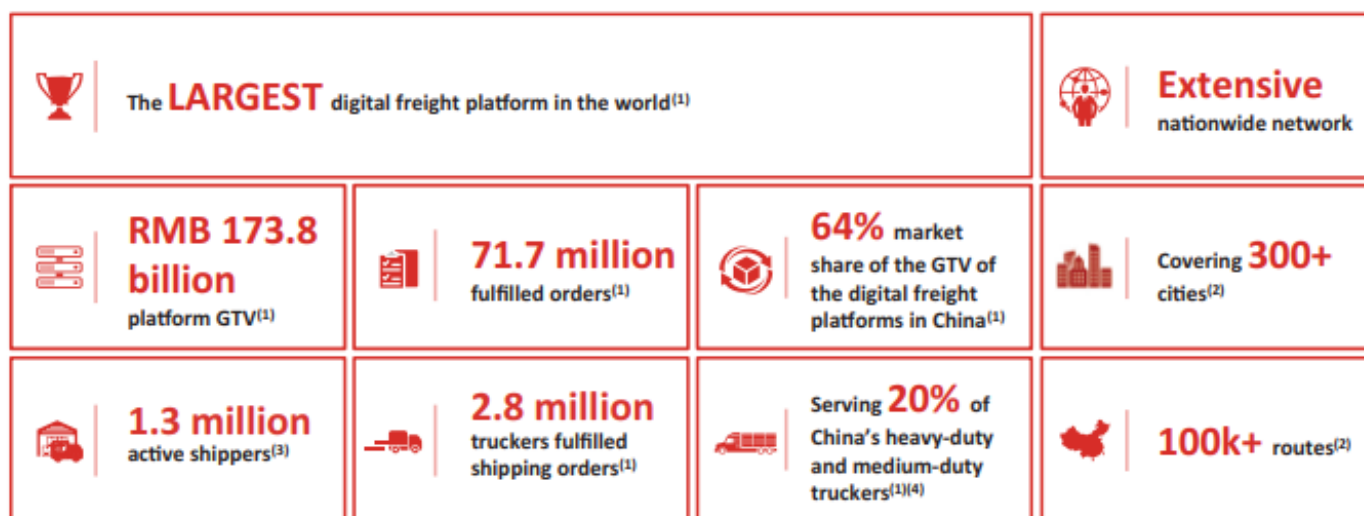 The LARGEST digital freight platform in the world(1)
Extensive
nationwide network
RMB 173.8
billion
platform GTV(1)
71.7 million
fulfilled orders(1)
64% market
share of the GTV of
the digital freight
platforms in China(1)
Covering 300+
cities(2)
1.3 million
active shippers(3)
2.8 million
truckers fulfilled
shipping orders(1)
Serving 20% of
China’s heavy-duty
and medium-duty
truckers(1)(4)
100k+ routes(2)